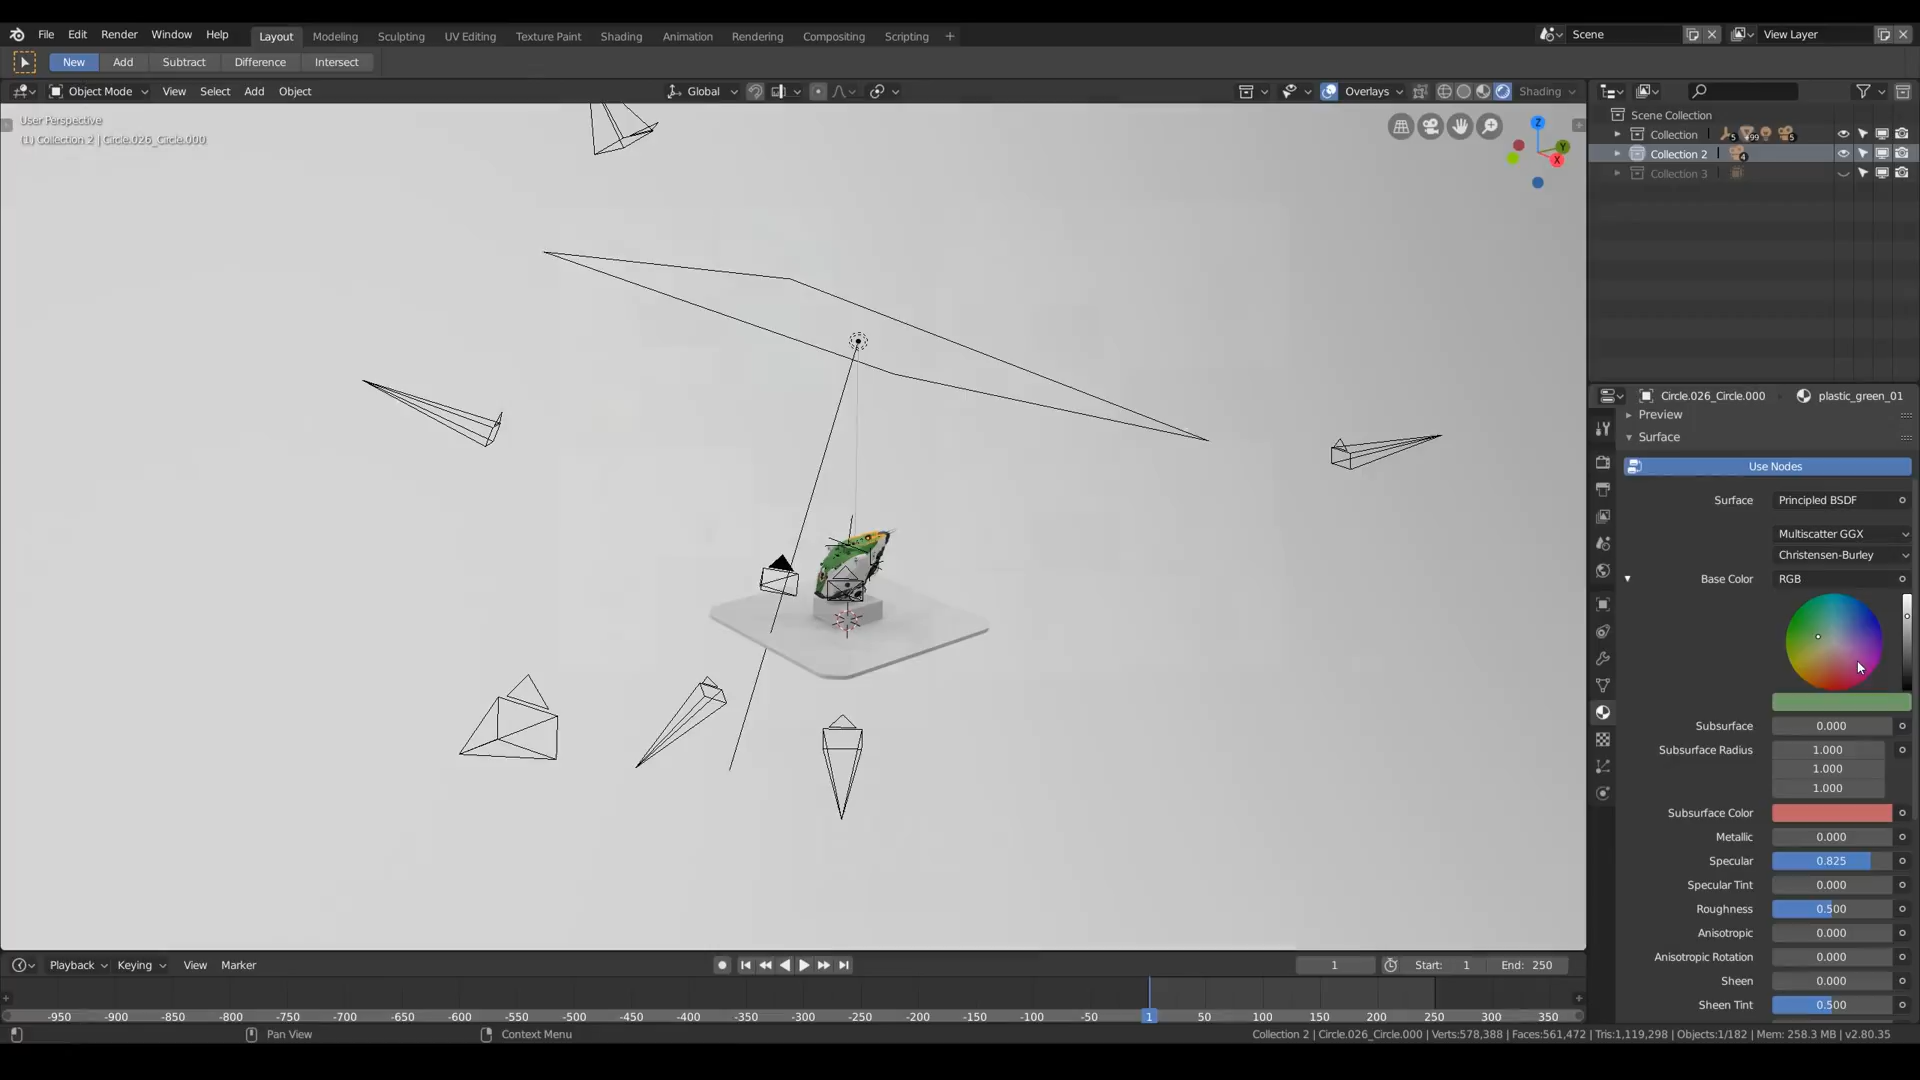 File Edit Render Window Help Layout Modeling Sculpting UV Editing Texture Paint Shading Animation Rendering Compositing Scripting + Scene View Layer
New Add Subtract Difference Intersect
Object Mode View Select Add Object Global Overlays Shading
User Perspective
(1) Collection 2 | Circle.026_Circle.000
Z
Y
X
Scene Collection
Collection 5 99 5
Collection 2 4
Collection 3
Circle.026_Circle.000 plastic_green_01
Preview
Surface
Use Nodes
Surface Principled BSDF
Multiscatter GGX
Christensen-Burley
Base Color RGB
Subsurface 0.000
Subsurface Radius 1.000
1.000
1.000
Subsurface Color
Metallic 0.000
Specular 0.825
Specular Tint 0.000
Roughness 0.500
Anisotropic 0.000
Anisotropic Rotation 0.000
Sheen 0.000
Sheen Tint 0.500
Playback Keying View Marker 1 Start: 1 End: 250
-950 -900 -850 -800 -750 -700 -650 -600 -550 -500 -450 -400 -350 -300 -250 -200 -150 -100 -50 1 50 100 150 200 250 300 350
Pan View Context Menu Collection 2 | Circle.026_Circle.000 | Verts:578,388 | Faces:561,472 | Tris:1,119,298 | Objects:1/182 | Mem: 258.3 MB | v2.80.35